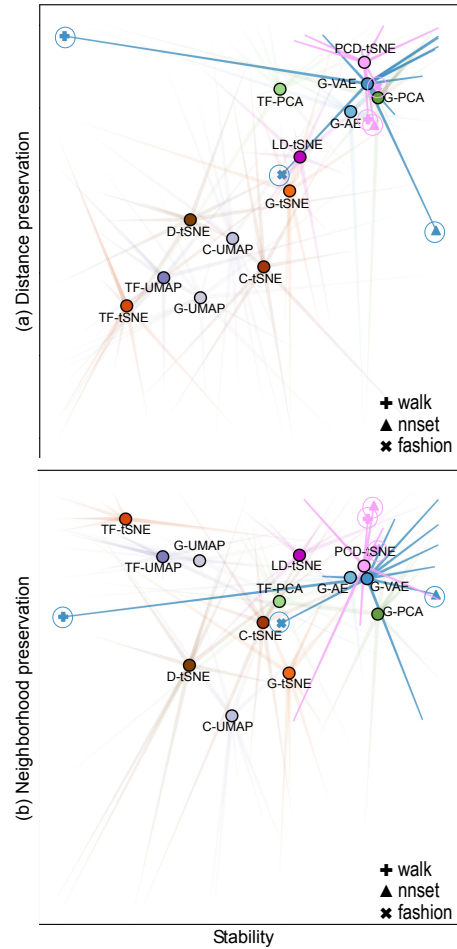 (a) Distance preservation
PCD-tSNE
G-VAE
TF-PCA
G-PCA
G-AE
LD-tSNE
G-tSNE
D-tSNE
C-UMAP
C-tSNE
TF-UMAP
G-UMAP
TF-tSNE
walk
nnset
fashion
(b) Neighborhood preservation
TF-tSNE
G-UMAP
TF-UMAP
LD-tSNE
PCD-tSNE
G-AE
G-VAE
TF-PCA
G-PCA
C-tSNE
D-tSNE
G-tSNE
C-UMAP
walk
nnset
fashion
Stability